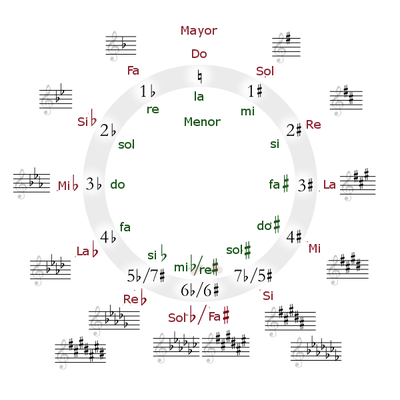 Mayor
Do
Fa
♮
Sol
1♭
1♯
la
re
mi
Menor
Si♭
2♭
2♯
Re
sol
si
Mi♭
3♭
do
fa♯
3♯
La
La♭
4♭
fa
do♯
4♯
Mi
si♭
sol♯
mi♭/re♯
5♭/7♯
7♭/5♯
6♭/6♯
Re♭
Si
Sol♭/Fa♯